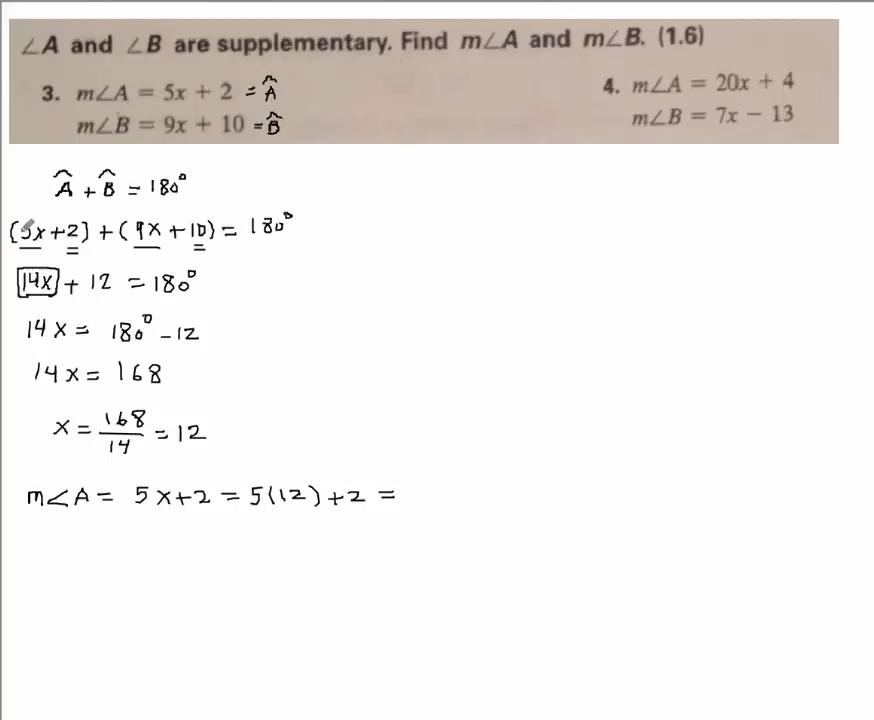 ∠A and ∠B are supplementary. Find m∠A and m∠B. (1.6)
3. m∠A = 5x + 2 = Â
m∠B = 9x + 10 = B̂
4. m∠A = 20x + 4
m∠B = 7x − 13
Â + B̂ = 180°
(5x+2) + (9x+10) = 180°
14x + 12 = 180°
14x = 180° - 12
14x = 168
x = 168/14 = 12
m∠A = 5x+2 = 5(12)+2 =